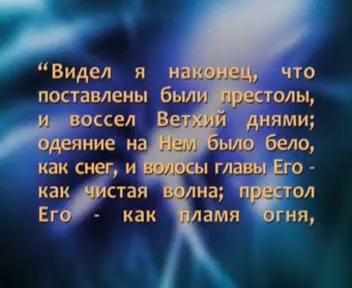 “Видел я наконец, что
поставлены были престолы,
и воссел Ветхий днями;
одеяние на Нем было бело,
как снег, и волосы главы Его -
как чистая волна; престол
Его - как пламя огня,